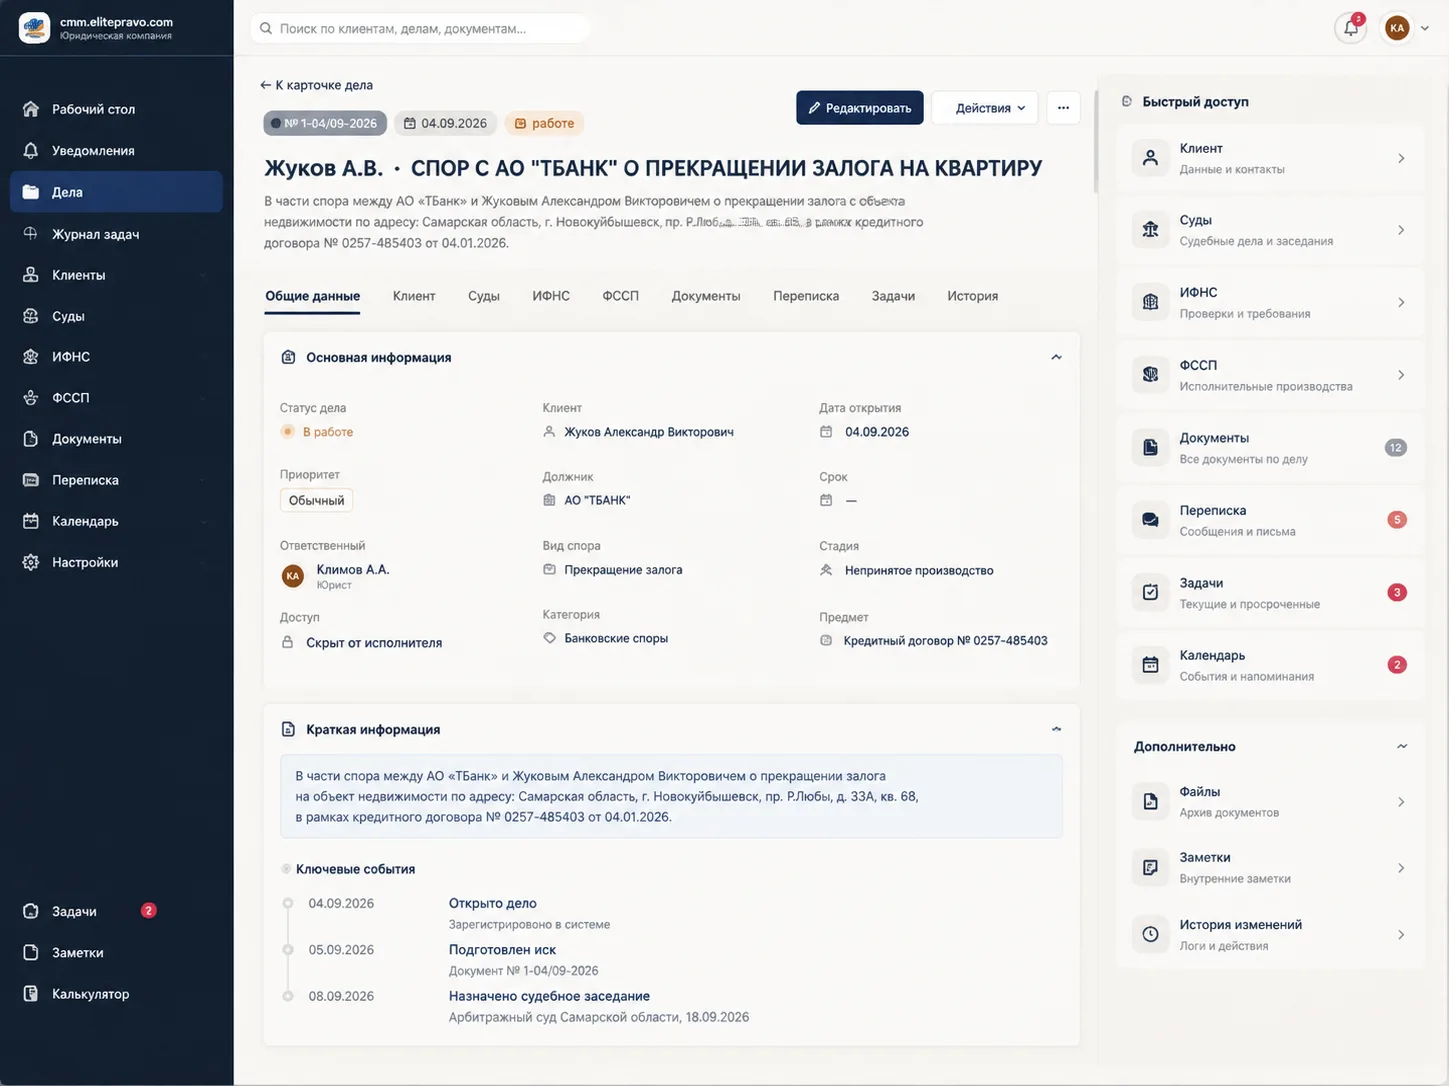 cmm.elitepravo.com
Юридическая компания
Рабочий стол
Уведомления
Дела
Журнал задач
Клиенты
Суды
ИФНС
ФССП
Документы
Переписка
Календарь
Настройки
Задачи
2
Заметки
Калькулятор
Поиск по клиентам, делам, документам...
КА
← К карточке дела
Редактировать
Действия
№ 1-04/09-2026
04.09.2026
работе
Жуков А.В. · СПОР С АО "ТБАНК" О ПРЕКРАЩЕНИИ ЗАЛОГА НА КВАРТИРУ
В части спора между АО «ТБанк» и Жуковым Александром Викторовичем о прекращении залога с объекта
недвижимости по адресу: Самарская область, г. Новокуйбышевск, пр. Р.Люб кредитного
договора № 0257-485403 от 04.01.2026.
Общие данные
Клиент
Суды
ИФНС
ФССП
Документы
Переписка
Задачи
История
Основная информация
Статус дела
В работе
Клиент
Жуков Александр Викторович
Дата открытия
04.09.2026
Приоритет
Обычный
Должник
АО "ТБАНК"
Срок
—
Ответственный
КА
Климов А.А.
Юрист
Вид спора
Прекращение залога
Стадия
Непринятое производство
Доступ
Скрыт от исполнителя
Категория
Банковские споры
Предмет
Кредитный договор № 0257-485403
Краткая информация
В части спора между АО «ТБанк» и Жуковым Александром Викторовичем о прекращении залога
на объект недвижимости по адресу: Самарская область, г. Новокуйбышевск, пр. Р.Любы, д. 33А, кв. 68,
в рамках кредитного договора № 0257-485403 от 04.01.2026.
Ключевые события
04.09.2026
Открыто дело
Зарегистрировано в системе
05.09.2026
Подготовлен иск
Документ № 1-04/09-2026
08.09.2026
Назначено судебное заседание
Арбитражный суд Самарской области, 18.09.2026
Быстрый доступ
Клиент
Данные и контакты
Суды
Судебные дела и заседания
ИФНС
Проверки и требования
ФССП
Исполнительные производства
Документы
Все документы по делу
12
Переписка
Сообщения и письма
5
Задачи
Текущие и просроченные
3
Календарь
События и напоминания
2
Дополнительно
Файлы
Архив документов
Заметки
Внутренние заметки
История изменений
Логи и действия